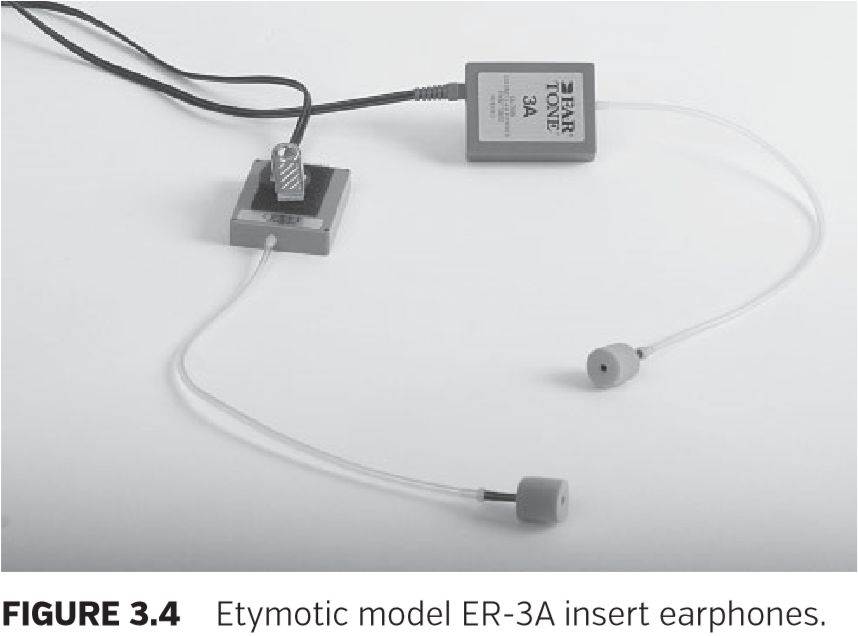 EAR
TONE
3A
FIGURE 3.4 Etymotic model ER-3A insert earphones.